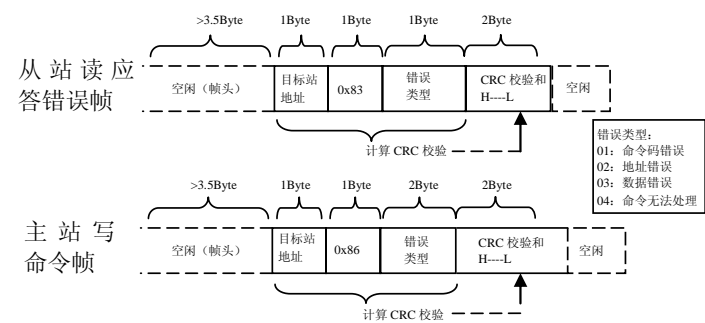 >3.5Byte 1Byte 1Byte 1Byte 2Byte
从站读应
答错误帧
空闲（帧头）
目标站
地址
0x83
错误
类型
CRC 校验和
H----L
空闲
计算 CRC 校验
错误类型：
01：命令码错误
02：地址错误
03：数据错误
04：命令无法处理
>3.5Byte 1Byte 1Byte 2Byte 2Byte
主站写
命令帧
空闲（帧头）
目标站
地址
0x86
错误
类型
CRC 校验和
H----L
空闲
计算 CRC 校验